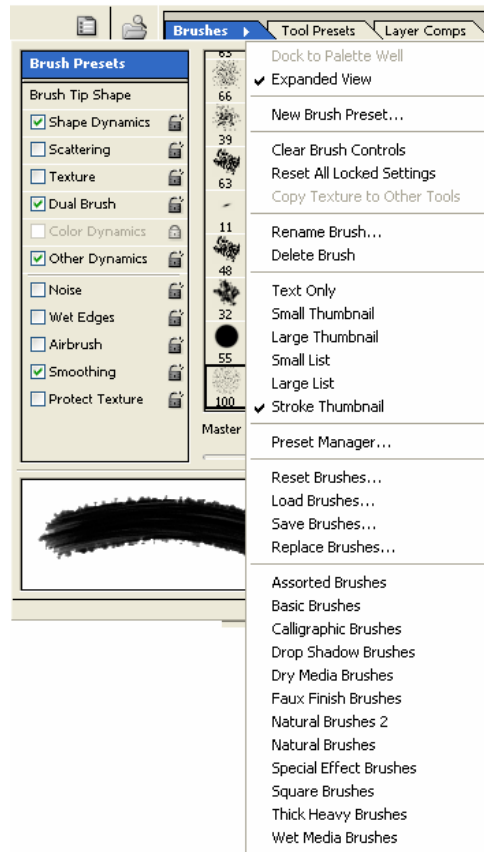 Brushes
Tool Presets
Layer Comps
Brush Presets
Brush Tip Shape
Shape Dynamics
Scattering
Texture
Dual Brush
Color Dynamics
Other Dynamics
Noise
Wet Edges
Airbrush
Smoothing
Protect Texture
63
66
39
63
11
48
32
55
100
Master
Dock to Palette Well
Expanded View
New Brush Preset...
Clear Brush Controls
Reset All Locked Settings
Copy Texture to Other Tools
Rename Brush...
Delete Brush
Text Only
Small Thumbnail
Large Thumbnail
Small List
Large List
Stroke Thumbnail
Preset Manager...
Reset Brushes...
Load Brushes...
Save Brushes...
Replace Brushes...
Assorted Brushes
Basic Brushes
Calligraphic Brushes
Drop Shadow Brushes
Dry Media Brushes
Faux Finish Brushes
Natural Brushes 2
Natural Brushes
Special Effect Brushes
Square Brushes
Thick Heavy Brushes
Wet Media Brushes